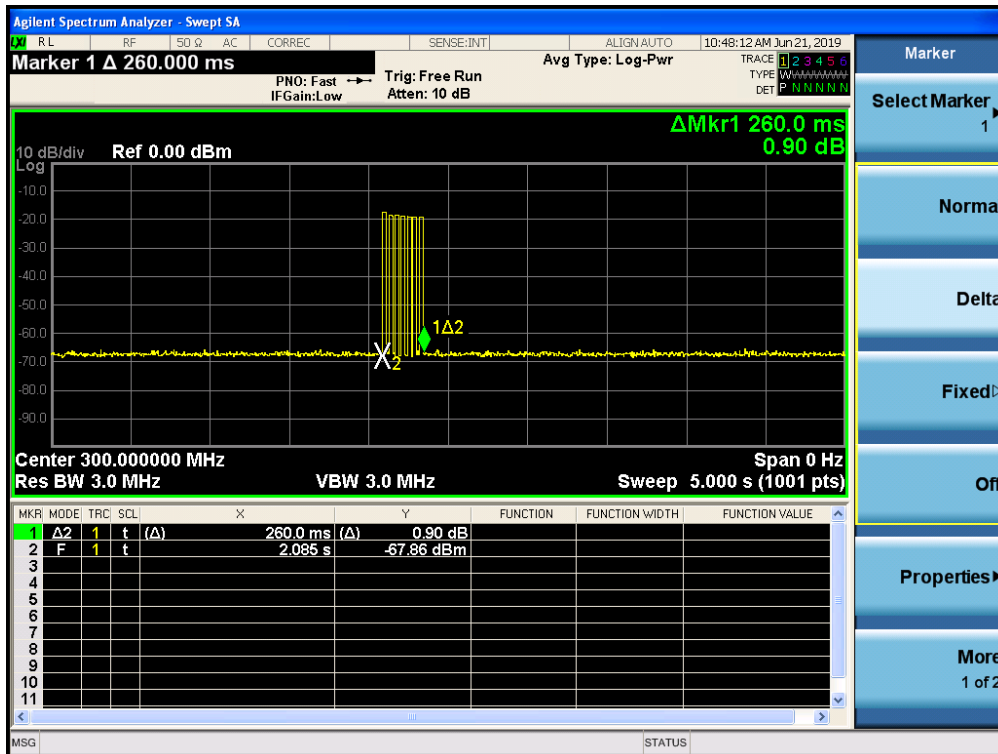 Agilent Spectrum Analyzer - Swept SA
LXI RL RF 50 Ω AC CORREC SENSE:INT ALIGN AUTO 10:48:12 AM Jun 21, 2019
Marker 1 Δ 260.000 ms
PNO: Fast
IFGain:Low
Trig: Free Run
Atten: 10 dB
Avg Type: Log-Pwr
TRACE 1 2 3 4 5 6
TYPE W
DET P N N N N N
ΔMkr1 260.0 ms
0.90 dB
10 dB/div Ref 0.00 dBm
Log
-10.0
-20.0
-30.0
-40.0
-50.0
-60.0
-70.0
-80.0
-90.0
1Δ2
2
Center 300.000000 MHz Span 0 Hz
Res BW 3.0 MHz VBW 3.0 MHz Sweep 5.000 s (1001 pts)
MKR MODE TRC SCL X Y FUNCTION FUNCTION WIDTH FUNCTION VALUE
1 Δ2 1 t (Δ) 260.0 ms (Δ) 0.90 dB
2 F 1 t 2.085 s -67.86 dBm
3
4
5
6
7
8
9
10
11
MSG STATUS
Marker
Select Marker
1
Norma
Delta
Fixed
Off
Properties
More
1 of 2